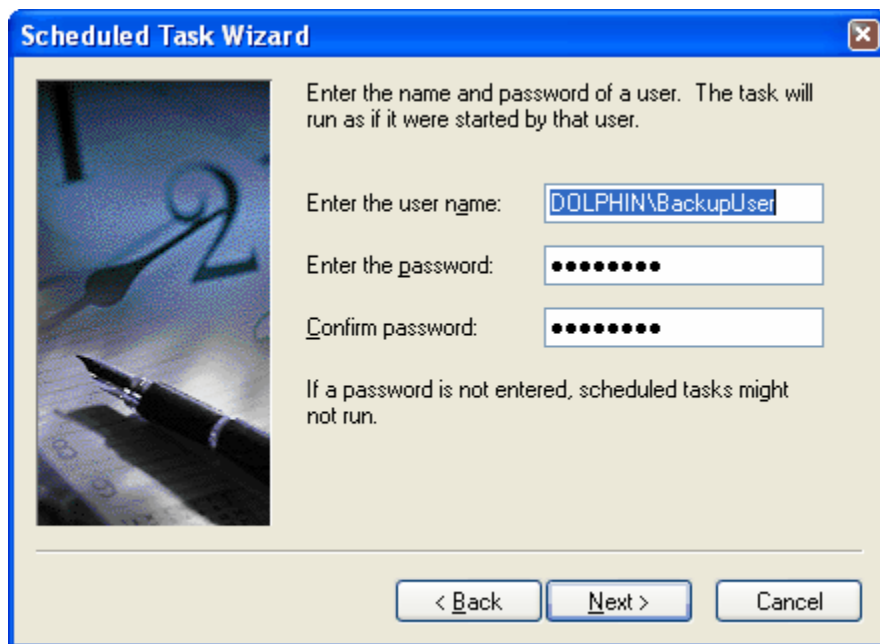 Scheduled Task Wizard
Enter the name and password of a user.  The task will
run as if it were started by that user.
Enter the user name:
DOLPHIN\BackupUser
Enter the password:
●●●●●●●●
Confirm password:
●●●●●●●●
If a password is not entered, scheduled tasks might
not run.
< Back
Next >
Cancel